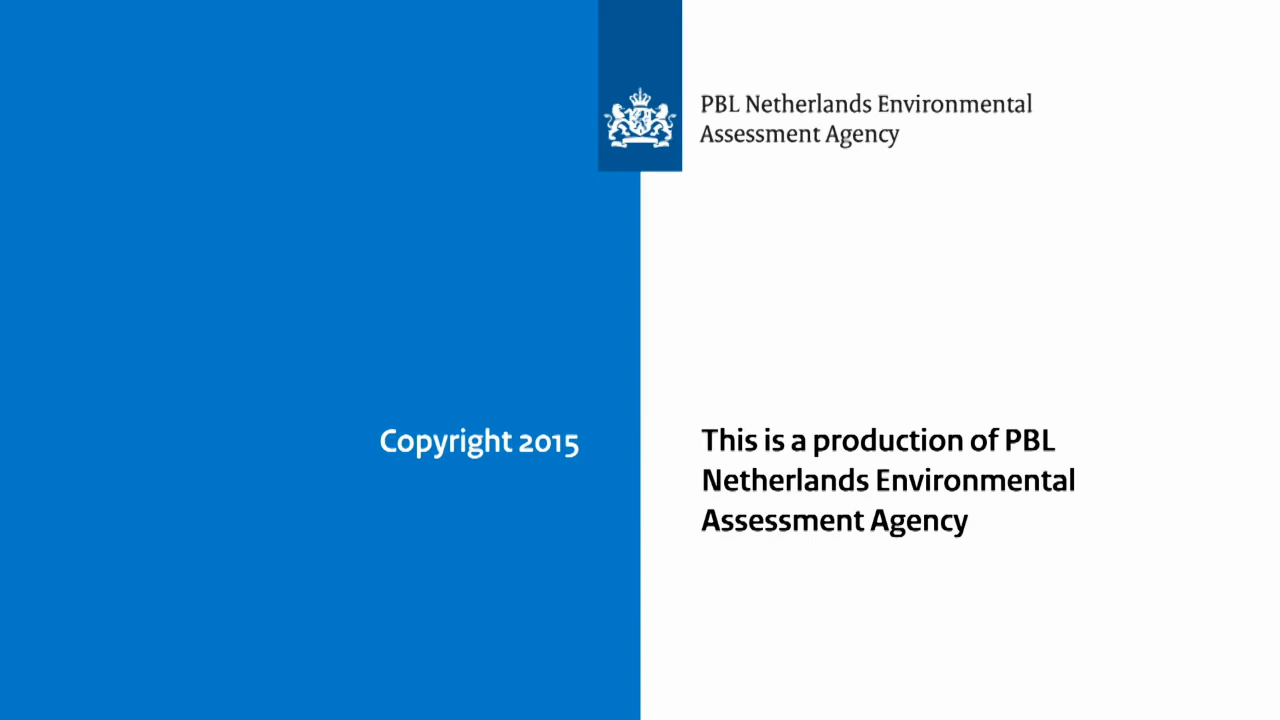 PBL Netherlands Environmental
Assessment Agency
Copyright 2015
This is a production of PBL
Netherlands Environmental
Assessment Agency